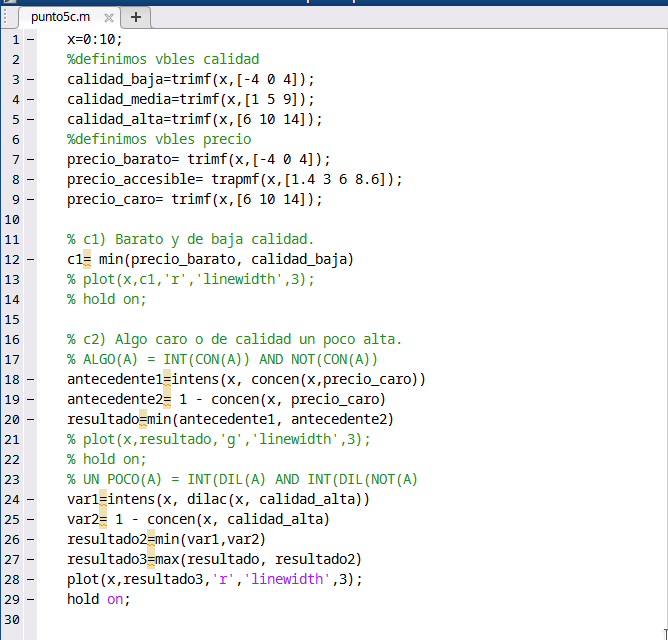 punto5c.m
1 – x=0:10;
2 %definimos vbles calidad
3 – calidad_baja=trimf(x,[-4 0 4]);
4 – calidad_media=trimf(x,[1 5 9]);
5 – calidad_alta=trimf(x,[6 10 14]);
6 %definimos vbles precio
7 – precio_barato= trimf(x,[-4 0 4]);
8 – precio_accesible= trapmf(x,[1.4 3 6 8.6]);
9 – precio_caro= trimf(x,[6 10 14]);
10
11 % c1) Barato y de baja calidad.
12 – c1= min(precio_barato, calidad_baja)
13 % plot(x,c1,'r','linewidth',3);
14 % hold on;
15
16 % c2) Algo caro o de calidad un poco alta.
17 % ALGO(A) = INT(CON(A)) AND NOT(CON(A))
18 – antecedente1=intens(x, concen(x,precio_caro))
19 – antecedente2= 1 - concen(x, precio_caro)
20 – resultado=min(antecedente1, antecedente2)
21 % plot(x,resultado,'g','linewidth',3);
22 % hold on;
23 % UN POCO(A) = INT(DIL(A) AND INT(DIL(NOT(A)
24 – var1=intens(x, dilac(x, calidad_alta))
25 – var2= 1 - concen(x, calidad_alta)
26 – resultado2=min(var1,var2)
27 – resultado3=max(resultado, resultado2)
28 – plot(x,resultado3,'r','linewidth',3);
29 – hold on;
30